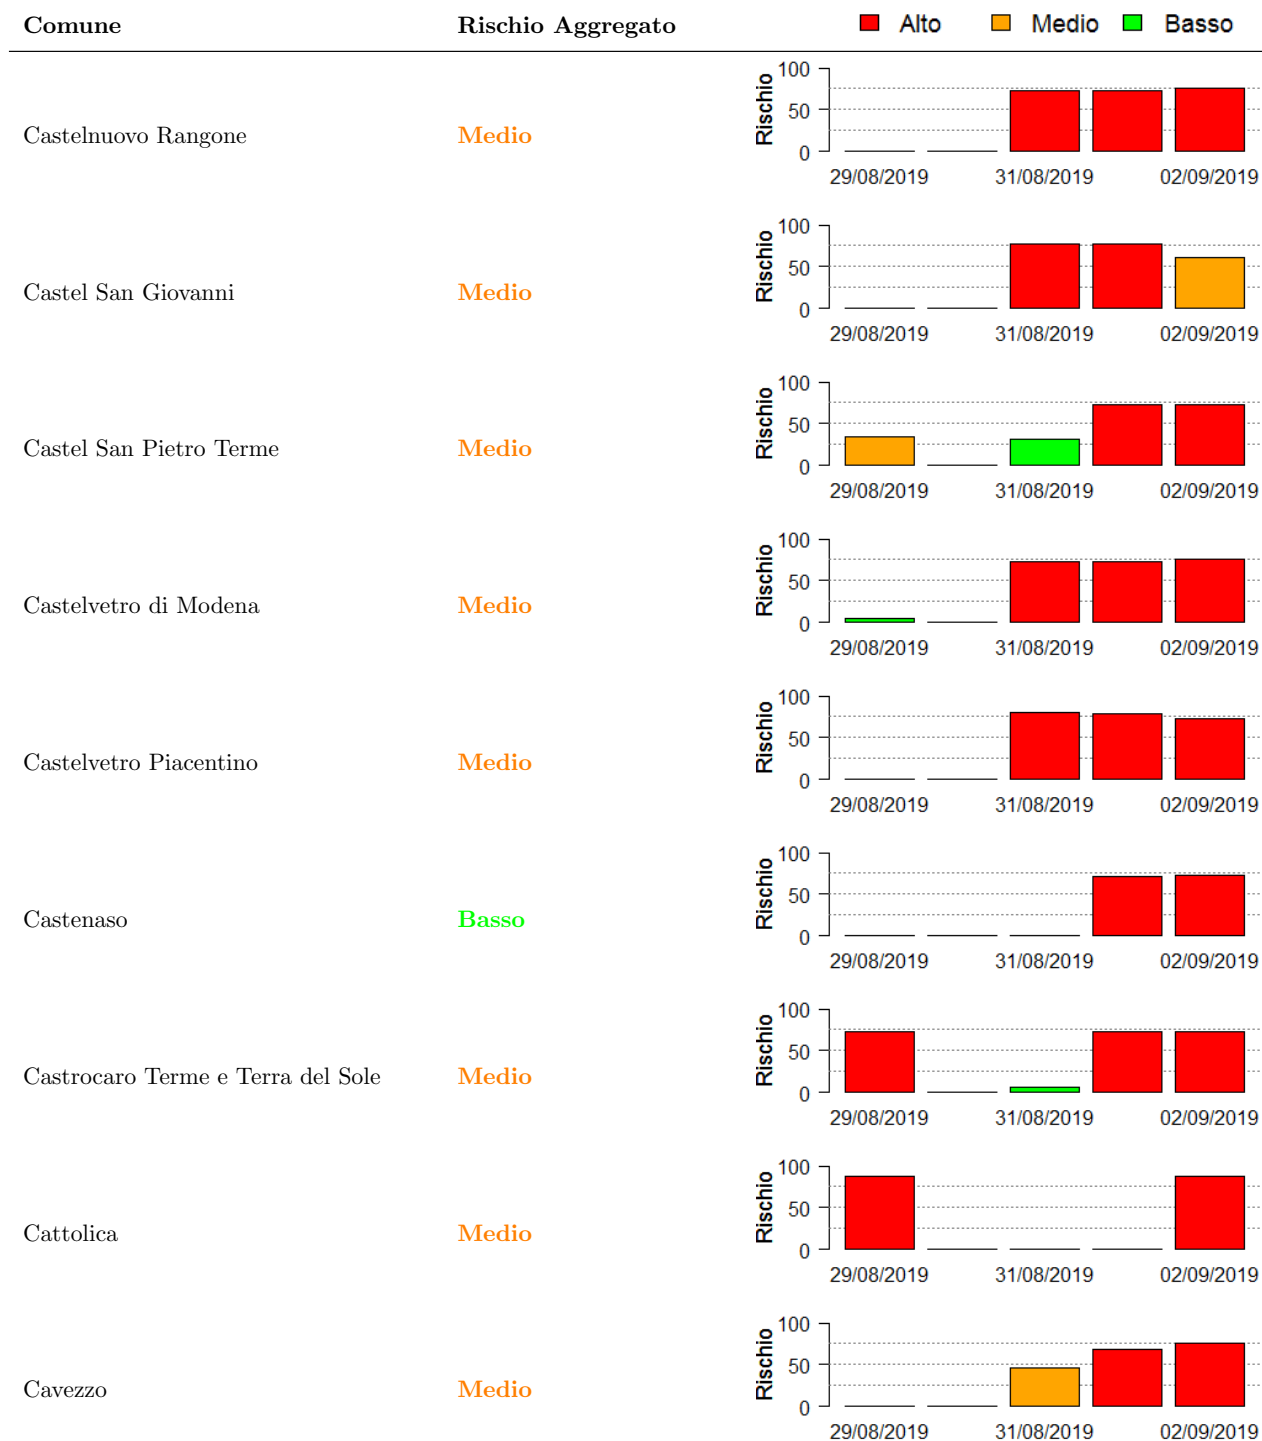 Comune Rischio Aggregato Alto Medio Basso
Castelnuovo Rangone Medio
Rischio
100
50
0
29/08/2019 31/08/2019 02/09/2019
Castel San Giovanni Medio
Rischio
100
50
0
29/08/2019 31/08/2019 02/09/2019
Castel San Pietro Terme Medio
Rischio
100
50
0
29/08/2019 31/08/2019 02/09/2019
Castelvetro di Modena Medio
Rischio
100
50
0
29/08/2019 31/08/2019 02/09/2019
Castelvetro Piacentino Medio
Rischio
100
50
0
29/08/2019 31/08/2019 02/09/2019
Castenaso Basso
Rischio
100
50
0
29/08/2019 31/08/2019 02/09/2019
Castrocaro Terme e Terra del Sole Medio
Rischio
100
50
0
29/08/2019 31/08/2019 02/09/2019
Cattolica Medio
Rischio
100
50
0
29/08/2019 31/08/2019 02/09/2019
Cavezzo Medio
Rischio
100
50
0
29/08/2019 31/08/2019 02/09/2019